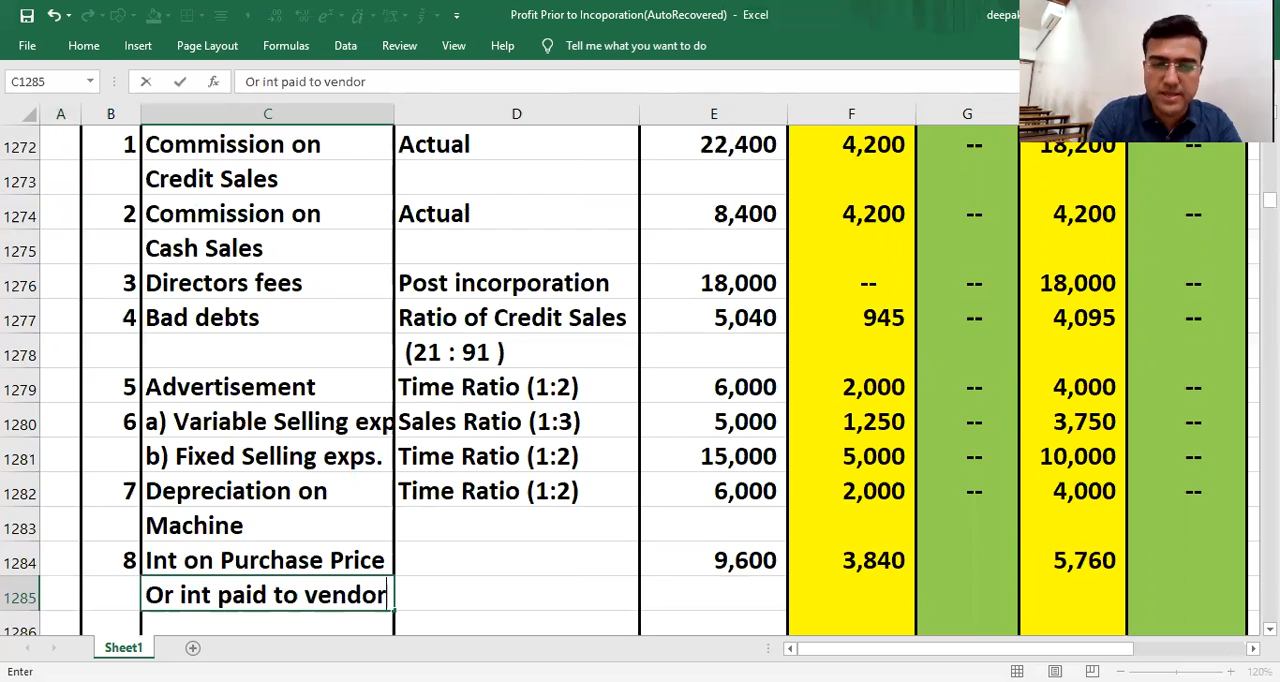 Profit Prior to Incoporation(AutoRecovered) - Excel
deepak
File Home Insert Page Layout Formulas Data Review View Help Tell me what you want to do
C1285 fx Or int paid to vendor
A B C D E F G
1272 1 Commission on Actual 22,400 4,200 -- 18,200 --
1273 Credit Sales
1274 2 Commission on Actual 8,400 4,200 -- 4,200 --
1275 Cash Sales
1276 3 Directors fees Post incorporation 18,000 -- -- 18,000 --
1277 4 Bad debts Ratio of Credit Sales 5,040 945 -- 4,095 --
1278 (21 : 91 )
1279 5 Advertisement Time Ratio (1:2) 6,000 2,000 -- 4,000 --
1280 6 a) Variable Selling exp Sales Ratio (1:3) 5,000 1,250 -- 3,750 --
1281 b) Fixed Selling exps. Time Ratio (1:2) 15,000 5,000 -- 10,000 --
1282 7 Depreciation on Time Ratio (1:2) 6,000 2,000 -- 4,000 --
1283 Machine
1284 8 Int on Purchase Price 9,600 3,840 5,760
1285 Or int paid to vendor
1286
Sheet1
Enter 120%